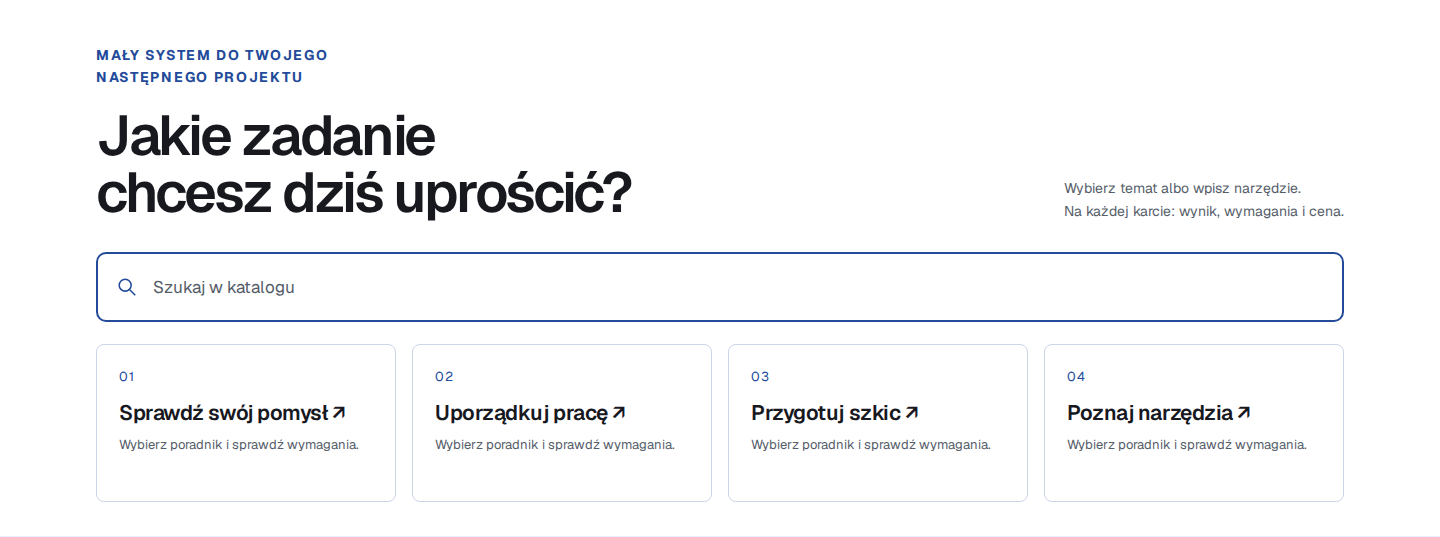 MAŁY SYSTEM DO TWOJEGO
NASTĘPNEGO PROJEKTU
Jakie zadanie
chcesz dziś uprościć?
Wybierz temat albo wpisz narzędzie.
Na każdej karcie: wynik, wymagania i cena.
Szukaj w katalogu
01
Sprawdź swój pomysł ↗
Wybierz poradnik i sprawdź wymagania.
02
Uporządkuj pracę ↗
Wybierz poradnik i sprawdź wymagania.
03
Przygotuj szkic ↗
Wybierz poradnik i sprawdź wymagania.
04
Poznaj narzędzia ↗
Wybierz poradnik i sprawdź wymagania.